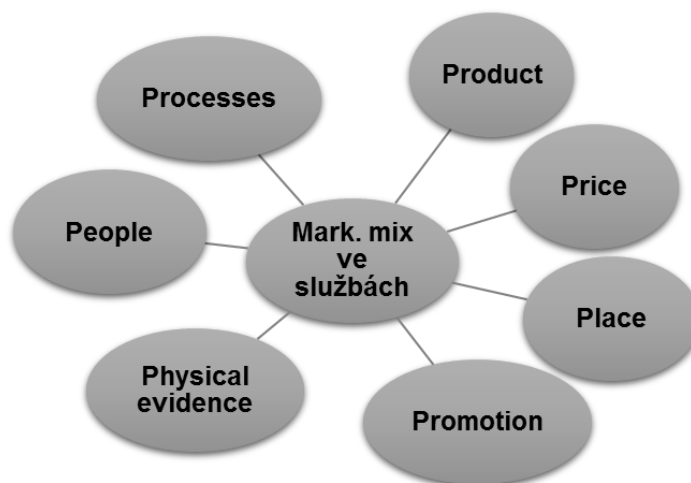 Product
Processes
Price
People
Mark. mix
ve
službách
Place
Physical
evidence
Promotion